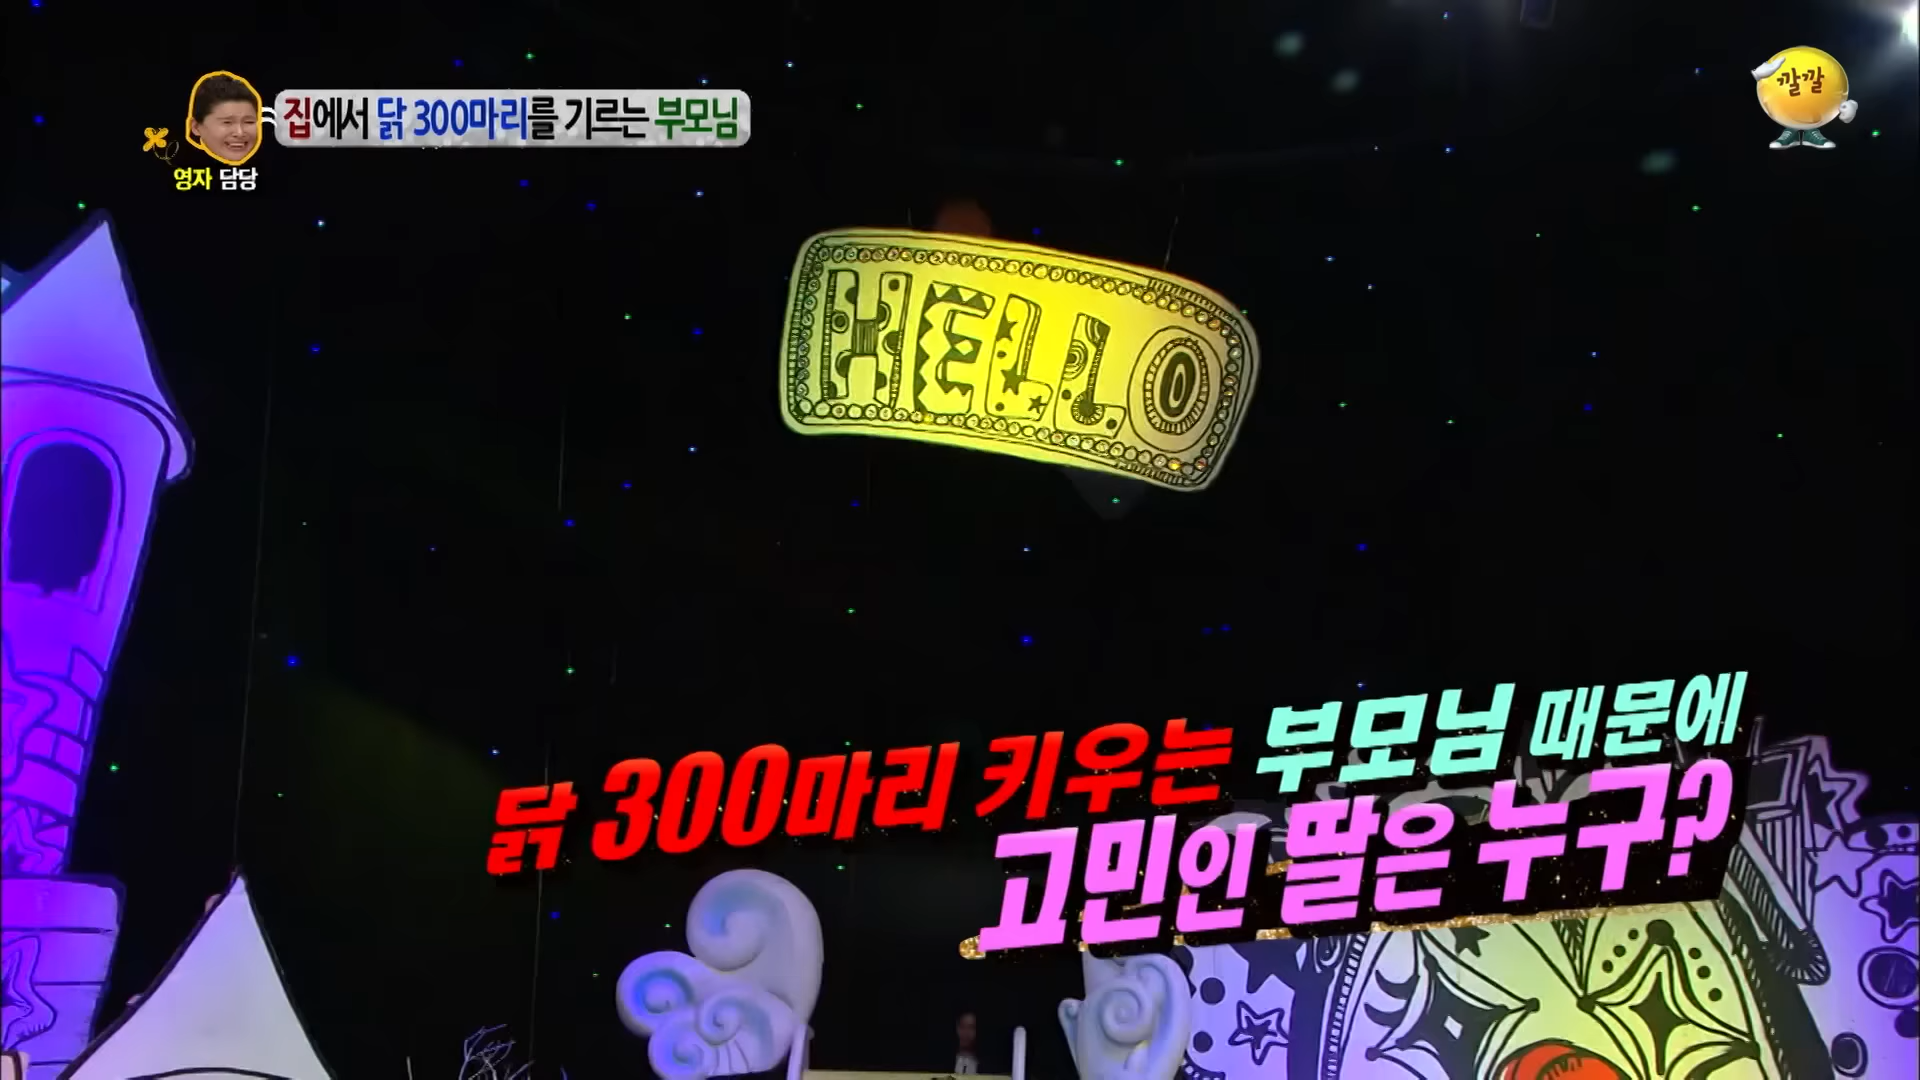 집에서 닭 300마리를 기르는 부모님
깔깔
영자 담당
HELLO
닭 300마리 키우는 부모님 때문에
고민인 딸은 누구?